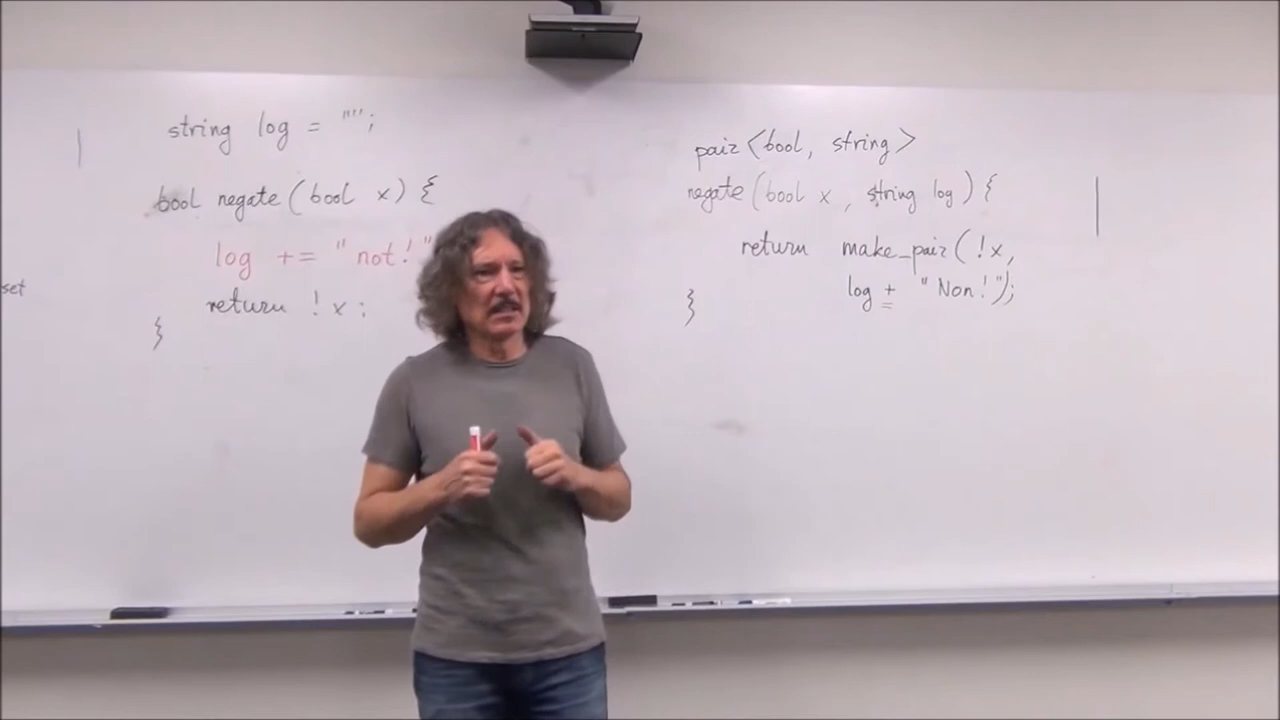 string log = "";
bool negate (bool x) {
log += "not!"
return !x;
}
set
pair <bool, string>
negate (bool x, string log) {
return make_pair (!x,
log + "Non!");
}